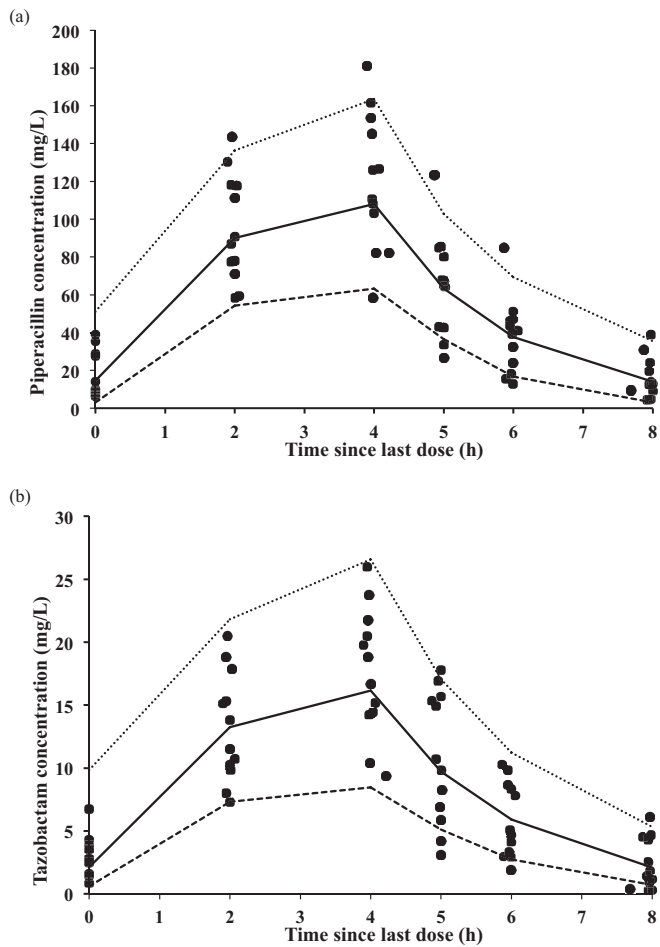 (a)
200
180
160
140
120
100
80
60
40
20
0
Piperacillin concentration (mg/L)
0 1 2 3 4 5 6 7 8
Time since last dose (h)
(b)
30
25
20
15
10
5
0
Tazobactam concentration (mg/L)
0 1 2 3 4 5 6 7 8
Time since last dose (h)